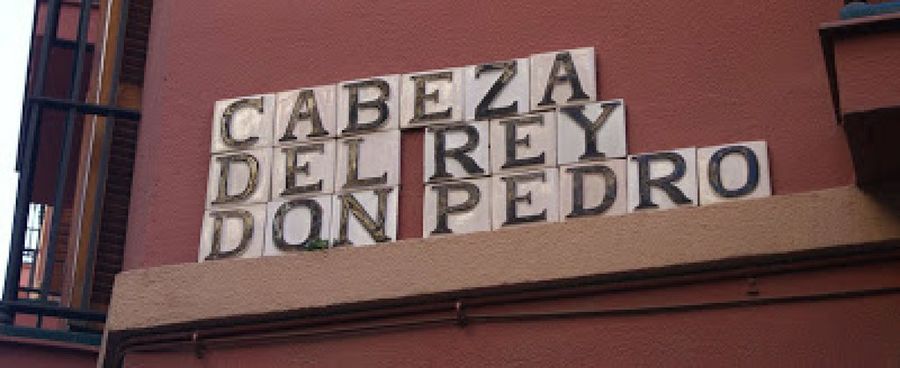 CABEZA
DEL REY
DON PEDRO